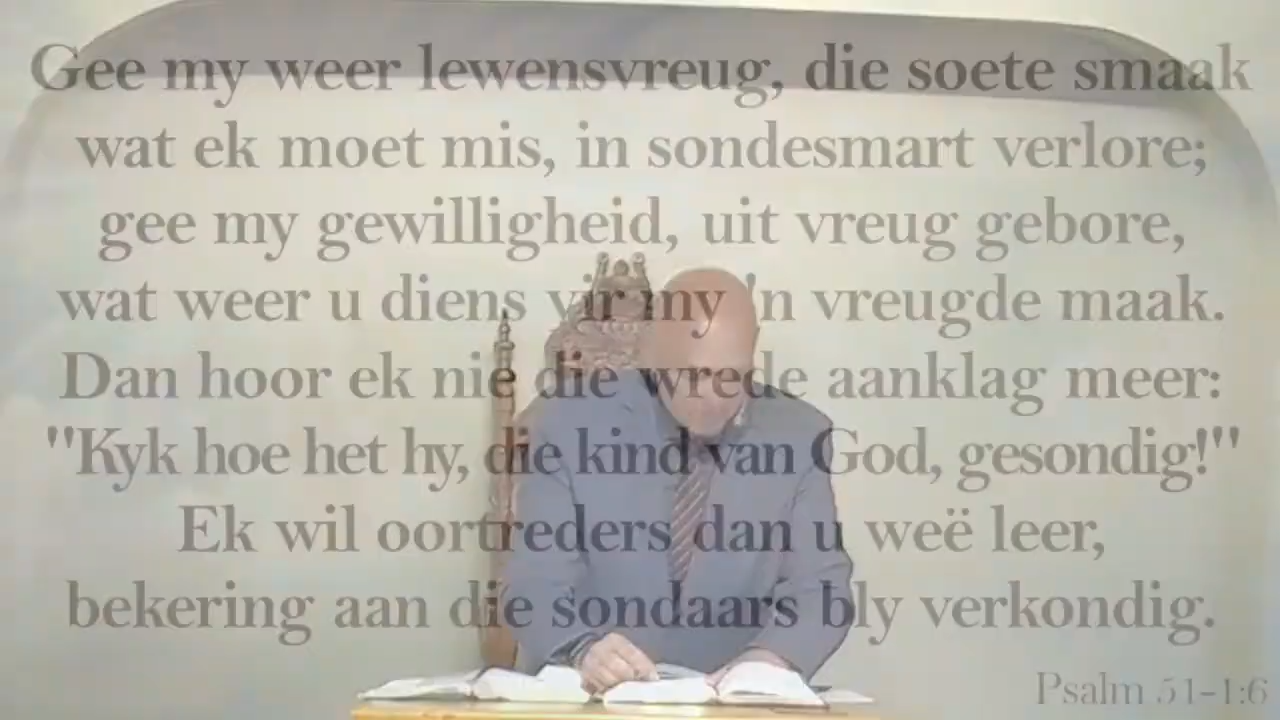 Gee my weer lewensvreug, die soete smaak
wat ek moet mis, in sondesmart verlore;
gee my gewilligheid, uit vreug gebore,
wat weer u diens vir my 'n vreugde maak.
Dan hoor ek nie die wrede aanklag meer:
"Kyk hoe het hy, die kind van God, gesondig!"
Ek wil oortreders dan u weë leer,
bekering aan die sondaars bly verkondig.
Psalm 51-1:6